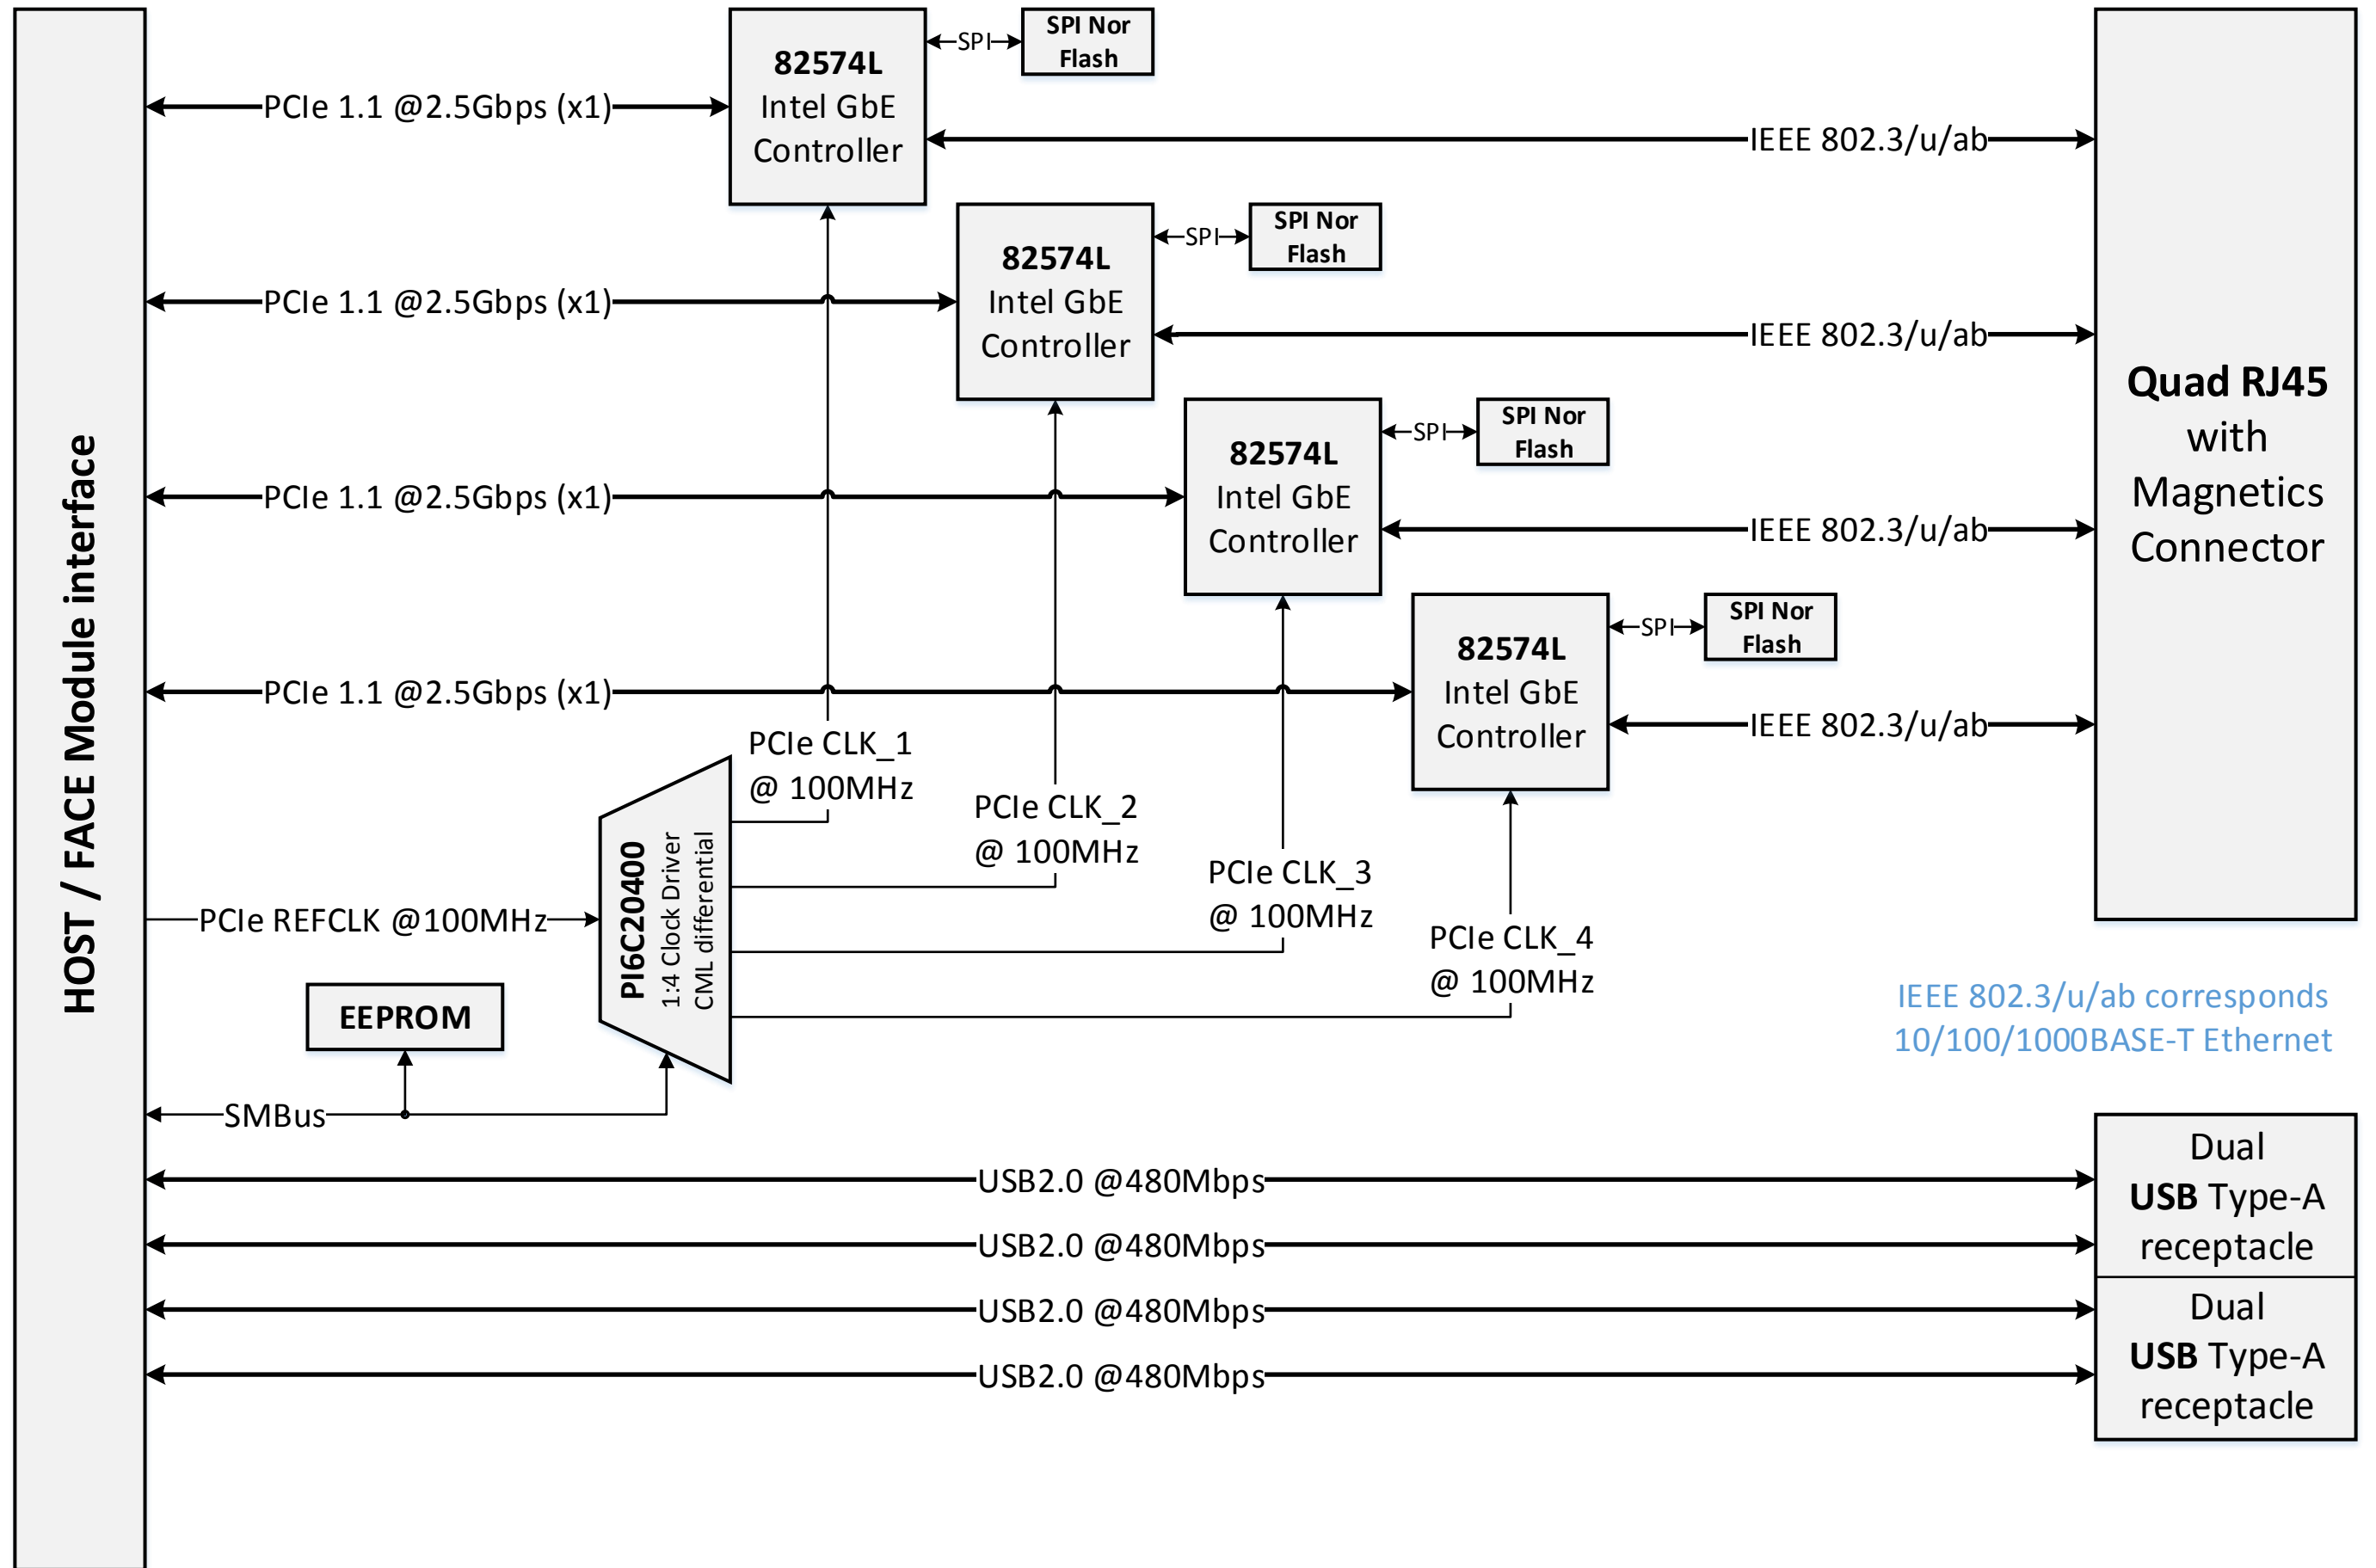 HOST / FACE Module interface
PCIe 1.1 @2.5Gbps (x1)
82574L
Intel GbE
Controller
SPI
SPI Nor
Flash
IEEE 802.3/u/ab
PCIe 1.1 @2.5Gbps (x1)
82574L
Intel GbE
Controller
SPI
SPI Nor
Flash
IEEE 802.3/u/ab
PCIe 1.1 @2.5Gbps (x1)
82574L
Intel GbE
Controller
SPI
SPI Nor
Flash
IEEE 802.3/u/ab
PCIe 1.1 @2.5Gbps (x1)
82574L
Intel GbE
Controller
SPI
SPI Nor
Flash
IEEE 802.3/u/ab
Quad RJ45
with
Magnetics
Connector
PCIe CLK_1
@ 100MHz
PCIe CLK_2
@ 100MHz
PCIe CLK_3
@ 100MHz
PCIe CLK_4
@ 100MHz
PCIe REFCLK @100MHz
PI6C20400
1:4 Clock Driver
CML differential
EEPROM
SMBus
IEEE 802.3/u/ab corresponds
10/100/1000BASE-T Ethernet
USB2.0 @480Mbps
USB2.0 @480Mbps
USB2.0 @480Mbps
USB2.0 @480Mbps
Dual
USB Type-A
receptacle
Dual
USB Type-A
receptacle